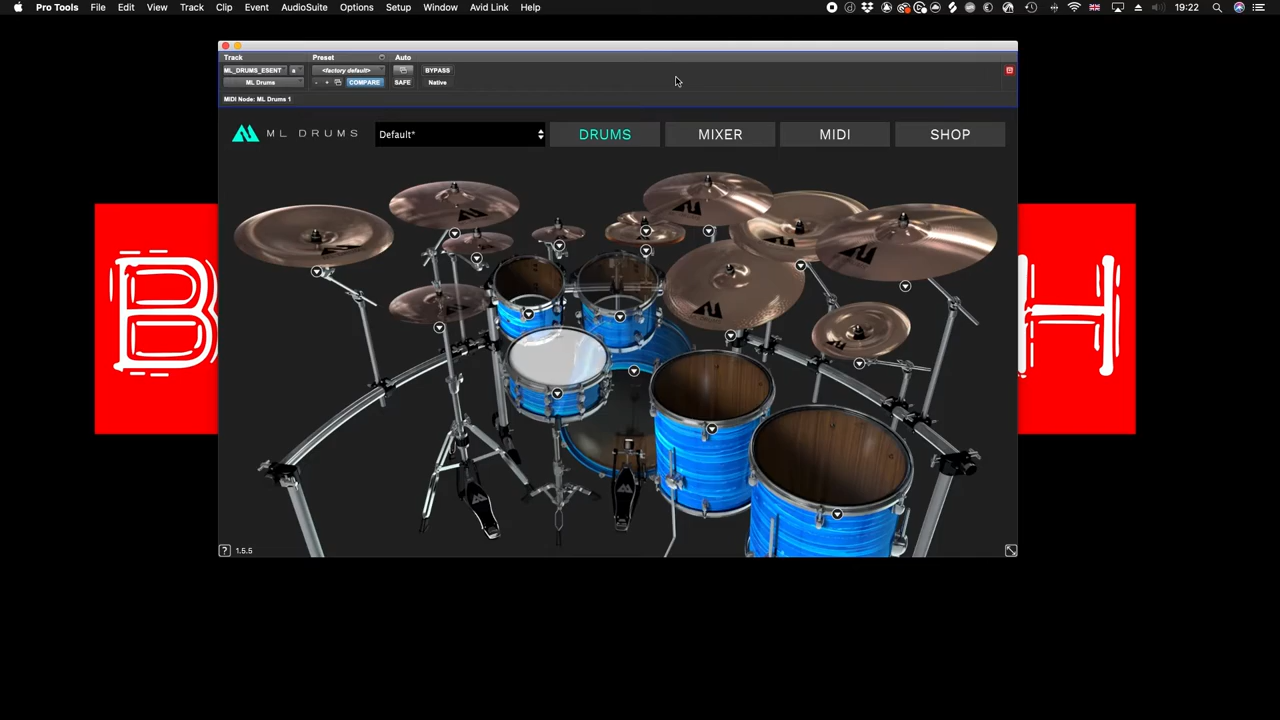 Pro Tools File Edit View Track Clip Event AudioSuite Options Setup Window Avid Link Help 19:22
Track Preset Auto
ML_DRUMS_ESENT a <factory default> BYPASS
ML Drums - + COMPARE SAFE Native
MIDI Node: ML Drums 1
ML DRUMS Default* DRUMS MIXER MIDI SHOP
B H
? 1.5.5